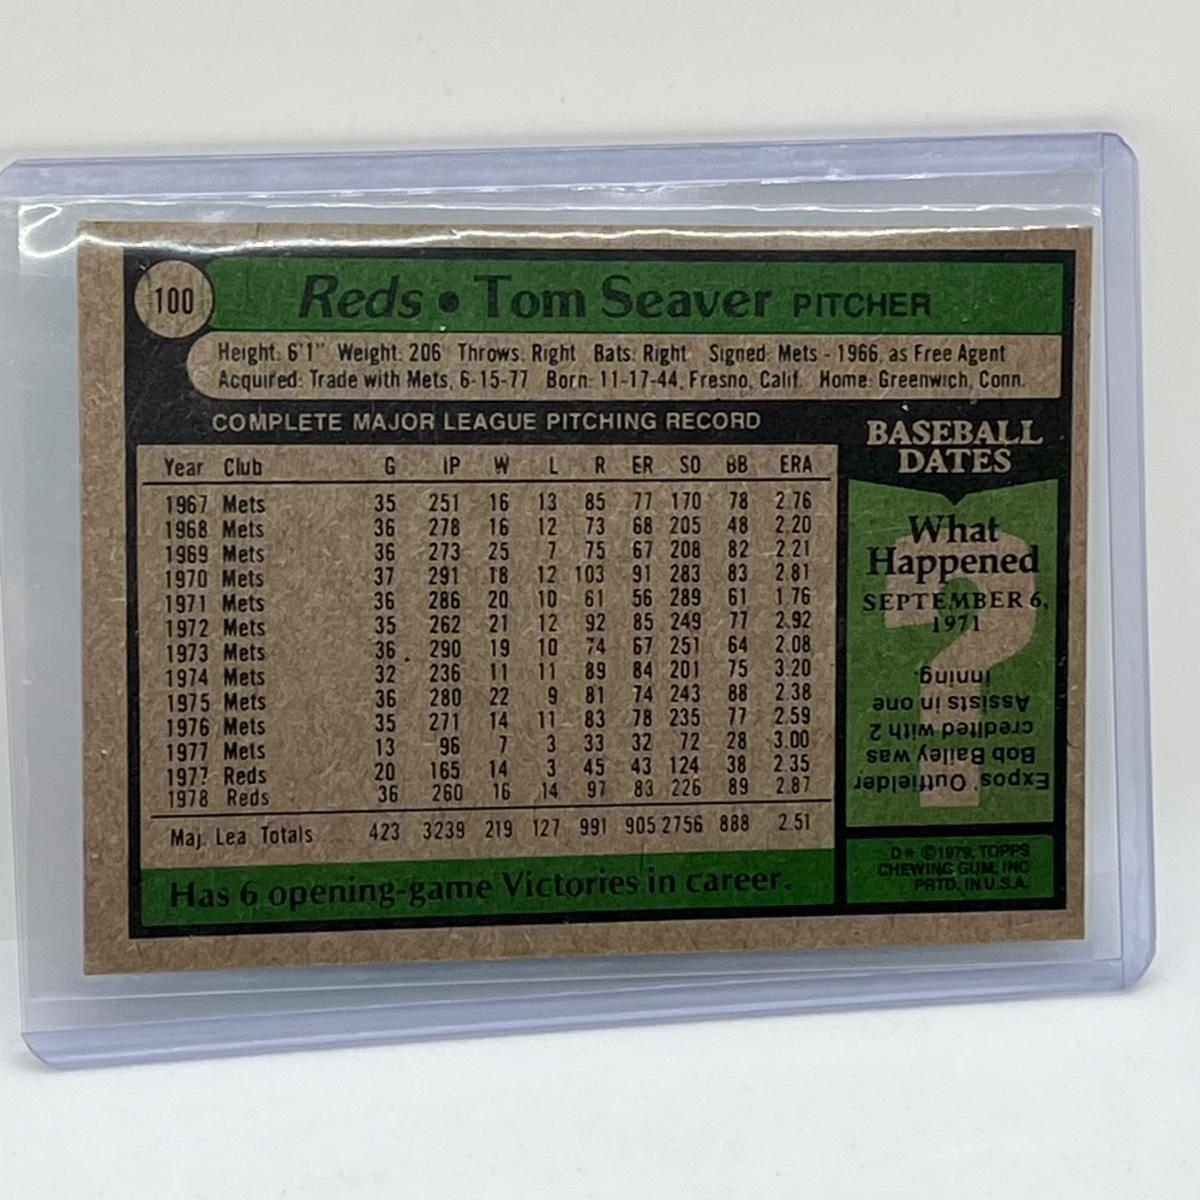 100
Reds • Tom Seaver PITCHER
Height: 6'1" Weight: 206 Throws: Right Bats: Right Signed: Mets - 1966, as Free Agent
Acquired: Trade with Mets, 6-15-77 Born: 11-17-44, Fresno, Calif. Home: Greenwich, Conn.
COMPLETE MAJOR LEAGUE PITCHING RECORD
Year Club G IP W L R ER SO BB ERA
1967 Mets 35 251 16 13 85 77 170 78 2.76
1968 Mets 36 278 16 12 73 68 205 48 2.20
1969 Mets 36 273 25 7 75 67 208 82 2.21
1970 Mets 37 291 18 12 103 91 283 83 2.81
1971 Mets 36 286 20 10 61 56 289 61 1.76
1972 Mets 35 262 21 12 92 85 249 77 2.92
1973 Mets 36 290 19 10 74 67 251 64 2.08
1974 Mets 32 236 11 11 89 84 201 75 3.20
1975 Mets 36 280 22 9 81 74 243 88 2.38
1976 Mets 35 271 14 11 83 78 235 77 2.59
1977 Mets 13 96 7 3 33 32 72 28 3.00
1977 Reds 20 165 14 3 45 43 124 38 2.35
1978 Reds 36 260 16 14 97 83 226 89 2.87
Maj. Lea. Totals 423 3239 219 127 991 905 2756 888 2.51
Has 6 opening-game Victories in career.
BASEBALL
DATES
What
Happened
SEPTEMBER 6,
1971
?
Expos' Outfielder
Bob Bailey was
credited with 2
Assists in one
Inning.
D* ©1979, TOPPS
CHEWING GUM, INC
PRTD. IN U.S.A.